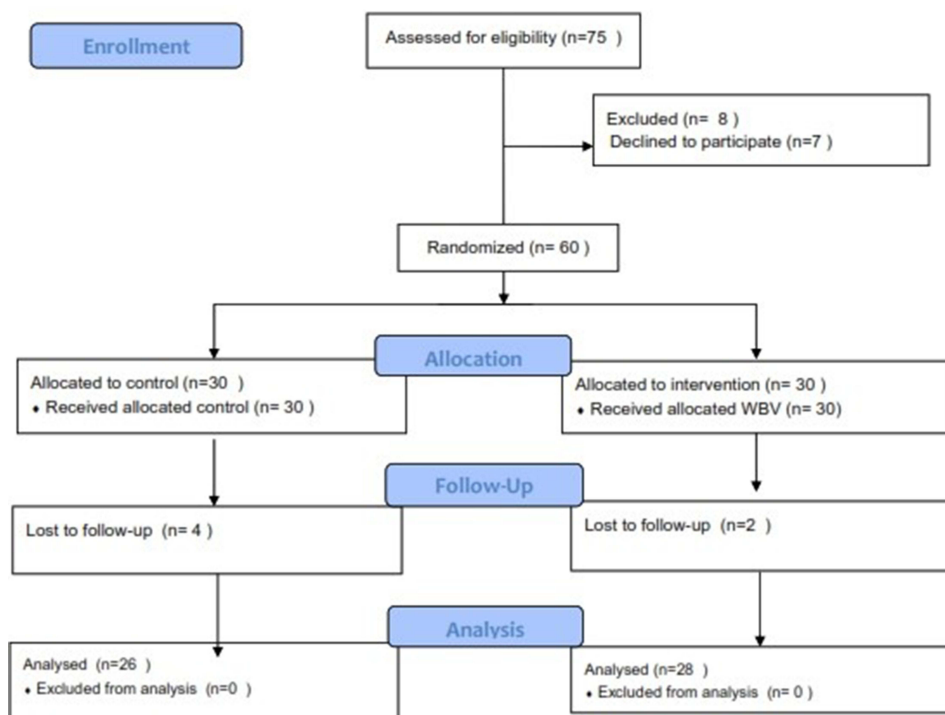 Enrollment
Assessed for eligibility (n=75  )
Excluded (n=  8 )
Declined to participate (n=7 )
Randomized (n= 60 )
Allocation
Allocated to control (n=30  )
♦ Received allocated control (n= 30 )
Allocated to intervention (n= 30 )
♦ Received allocated WBV (n= 30)
Follow-Up
Lost to follow-up  (n= 4 )
Lost to follow-up  (n=2  )
Analysis
Analysed  (n=26  )
♦ Excluded from analysis  (n=0  )
Analysed  (n=28  )
♦ Excluded from analysis  (n= 0 )